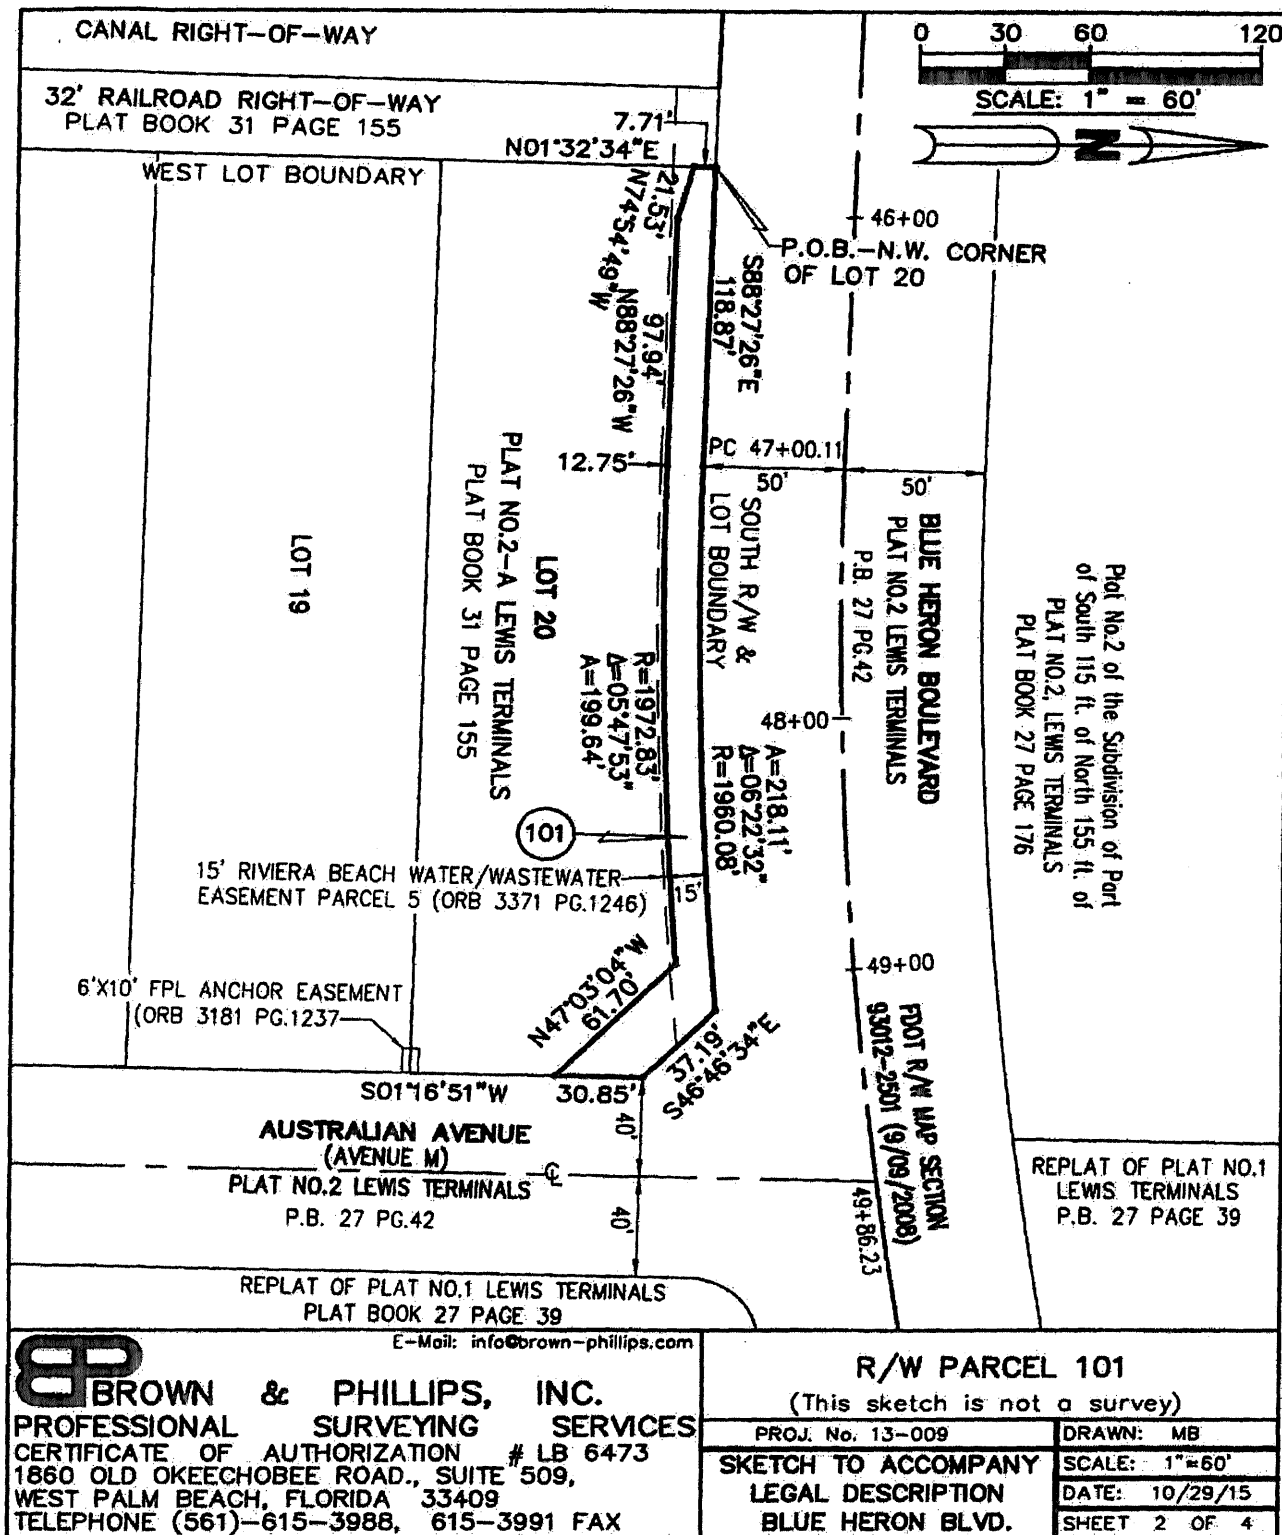 CANAL RIGHT-OF-WAY
0 30 60 120
SCALE: 1" = 60'
32' RAILROAD RIGHT-OF-WAY
PLAT BOOK 31 PAGE 155
7.71'
N01°32'34"E
N
WEST LOT BOUNDARY
21.53'
N74°54'49"W
46+00
P.O.B.-N.W. CORNER
OF LOT 20
S88°27'26"E
118.87'
97.94'
N88°27'26"W
12.75'
PC 47+00.11
50'
50'
SOUTH R/W &
LOT BOUNDARY
LOT 19
LOT 20
PLAT NO.2-A LEWIS TERMINALS
PLAT BOOK 31 PAGE 155
BLUE HERON BOULEVARD
PLAT NO.2 LEWIS TERMINALS
P.B. 27 PG.42
Plat No.2 of the Subdivision of Part
of South 115 ft. of North 155 ft. of
PLAT NO.2, LEWIS TERMINALS
PLAT BOOK 27 PAGE 176
R=1972.83'
Δ=05°47'53"
A=199.64'
48+00
A=218.11'
Δ=06°22'32"
R=1960.08'
101
15' RIVIERA BEACH WATER/WASTEWATER
EASEMENT PARCEL 5 (ORB 3371 PG.1246)
15'
N47°03'04"W
61.70'
49+00
6'X10' FPL ANCHOR EASEMENT
(ORB 3181 PG.1237
37.19'
S46°46'34"E
FDOT R/W MAP SECTION
93012-2501 (9/09/2008)
S01°16'51"W 30.85'
40'
AUSTRALIAN AVENUE
(AVENUE M)
℄
PLAT NO.2 LEWIS TERMINALS
P.B. 27 PG.42
40'
49+86.23
REPLAT OF PLAT NO.1
LEWIS TERMINALS
P.B. 27 PAGE 39
REPLAT OF PLAT NO.1 LEWIS TERMINALS
PLAT BOOK 27 PAGE 39
E-Mail: info@brown-phillips.com
BP
BROWN & PHILLIPS, INC.
PROFESSIONAL SURVEYING SERVICES
CERTIFICATE OF AUTHORIZATION # LB 6473
1860 OLD OKEECHOBEE ROAD., SUITE 509,
WEST PALM BEACH, FLORIDA 33409
TELEPHONE (561)-615-3988, 615-3991 FAX
R/W PARCEL 101
(This sketch is not a survey)
PROJ. No. 13-009
DRAWN: MB
SKETCH TO ACCOMPANY
LEGAL DESCRIPTION
BLUE HERON BLVD.
SCALE: 1"=60'
DATE: 10/29/15
SHEET 2 OF 4